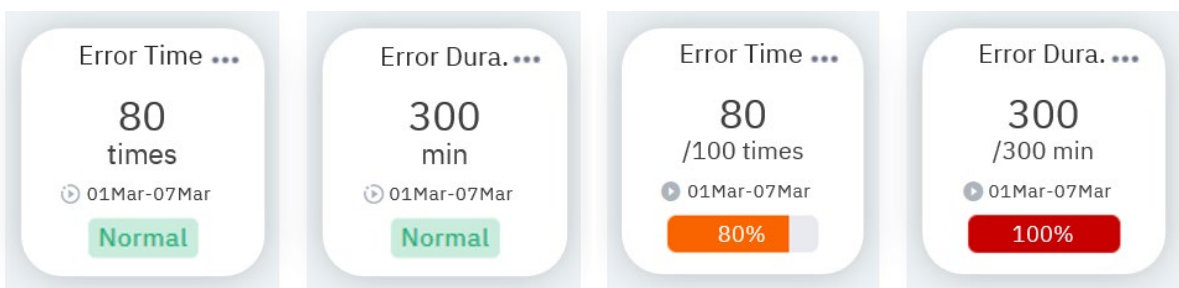 Error Time ...
80
times
01Mar-07Mar
Normal
Error Dura. ...
300
min
01Mar-07Mar
Normal
Error Time ...
80
/100 times
01Mar-07Mar
80%
Error Dura. ...
300
/300 min
01Mar-07Mar
100%